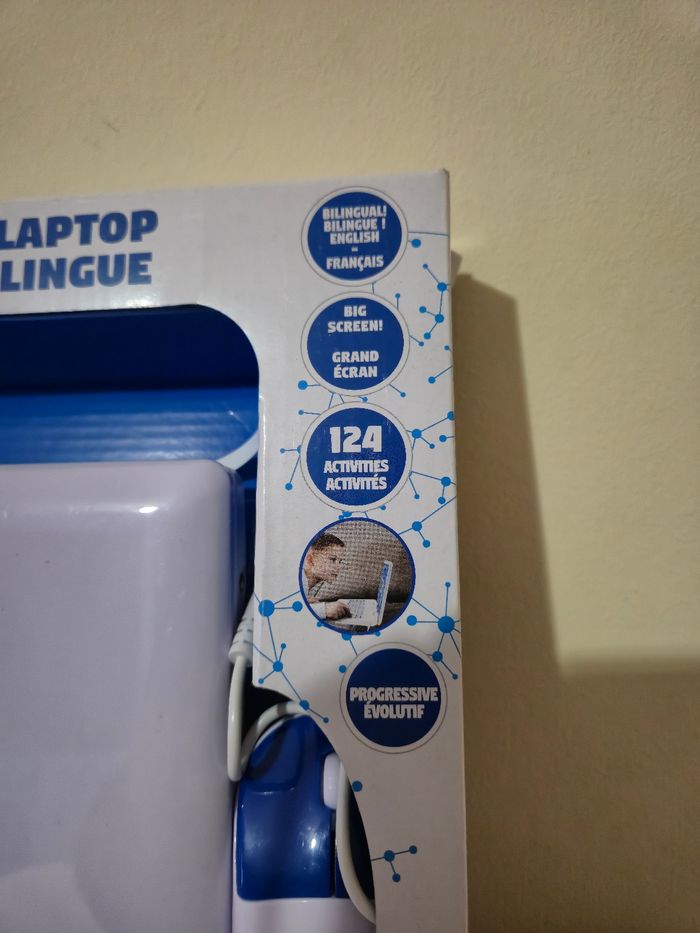 LAPTOP
LINGUE
BILINGUAL!
BILINGUE !
ENGLISH
-
FRANÇAIS
BIG
SCREEN!
GRAND
ÉCRAN
124
ACTIVITIES
ACTIVITÉS
PROGRESSIVE
ÉVOLUTIF